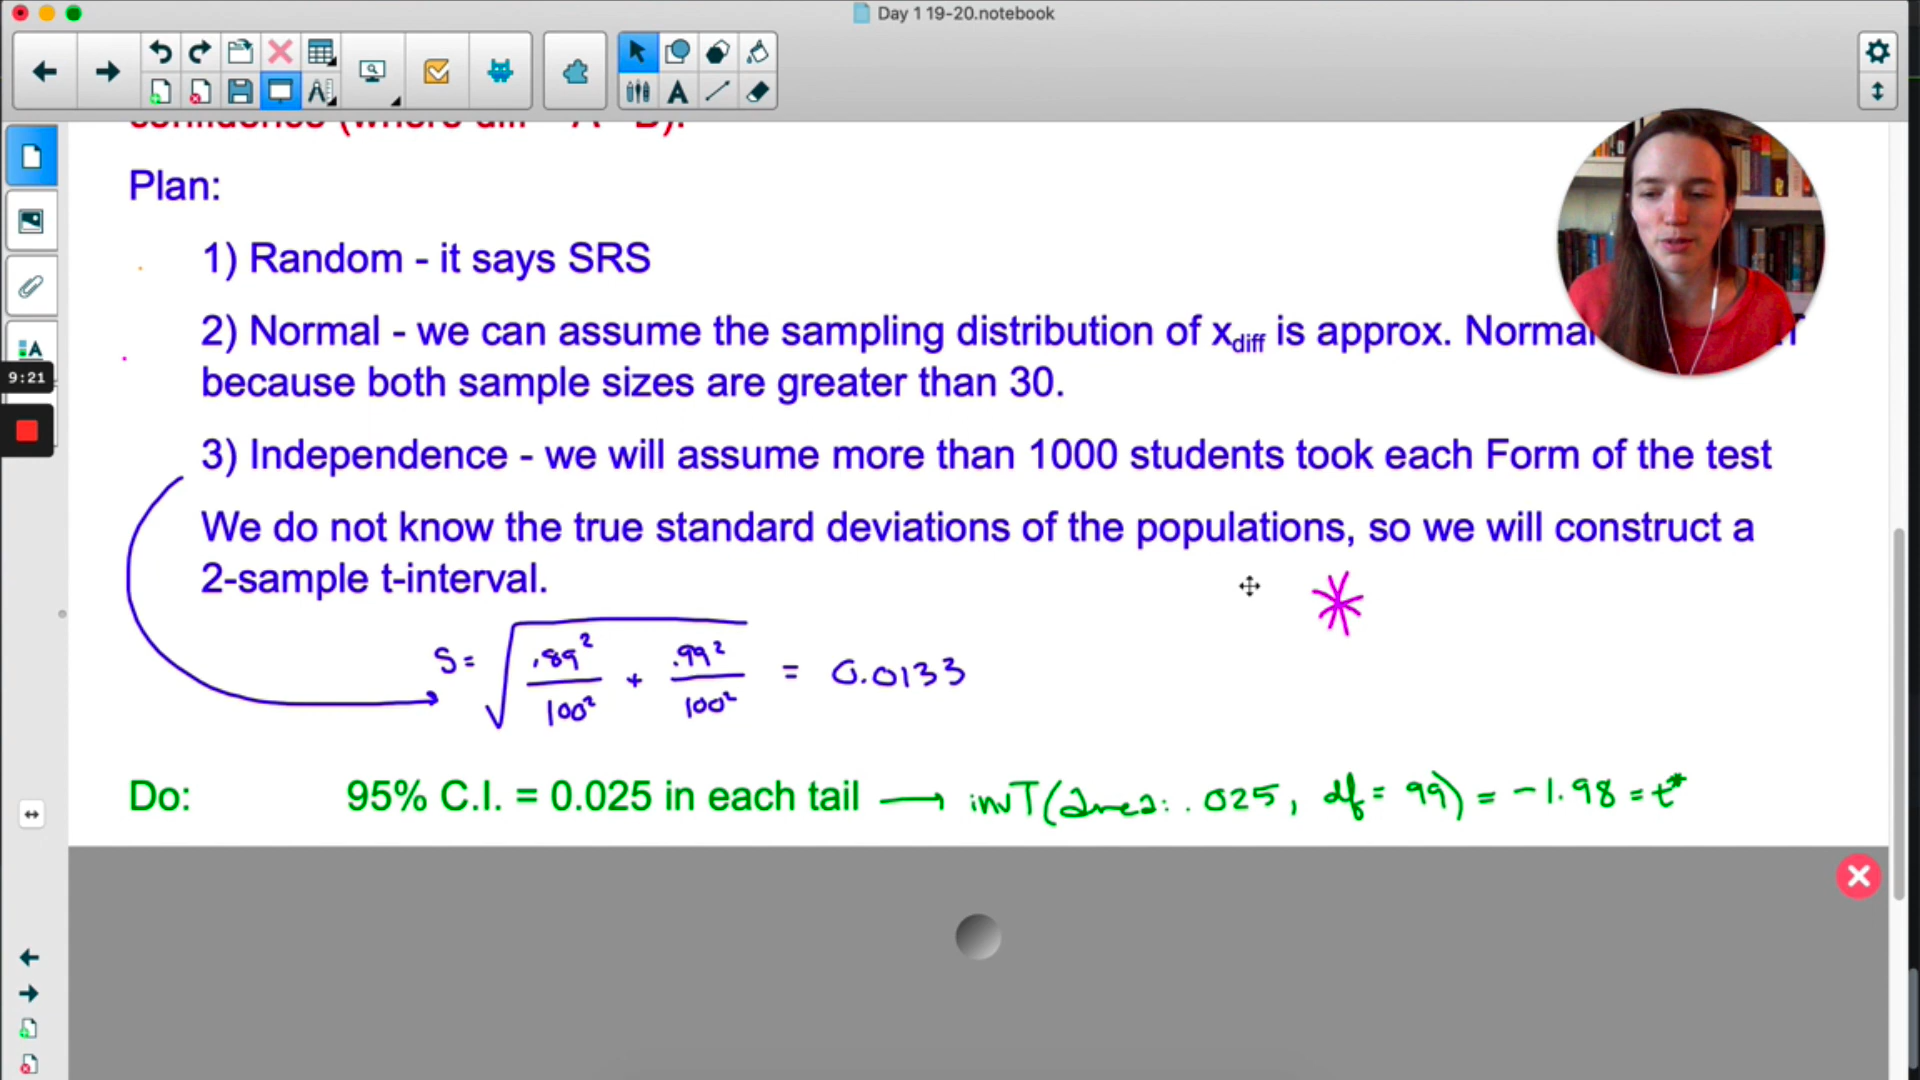 Day 1 19-20.notebook
confidence (where diff = A - B).
Plan:
1) Random - it says SRS
2) Normal - we can assume the sampling distribution of xdiff is approx. Normal
because both sample sizes are greater than 30.
9:21
3) Independence - we will assume more than 1000 students took each Form of the test
We do not know the true standard deviations of the populations, so we will construct a
2-sample t-interval.
S = √ .89² / 100² + .99² / 100² = 0.0133
Do: 95% C.I. = 0.025 in each tail → invT(area: .025, df = 99) = -1.98 = t*